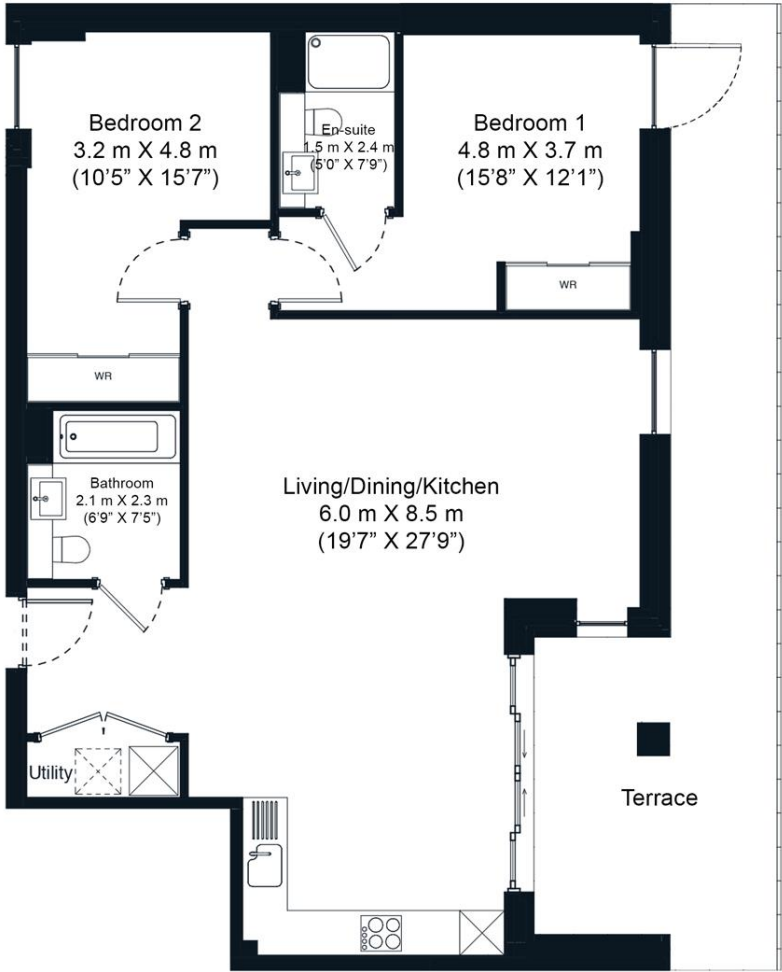 Bedroom 2
3.2 m X 4.8 m
(10'5" X 15'7")
En-suite
1.5 m X 2.4 m
(5'0" X 7'9")
Bedroom 1
4.8 m X 3.7 m
(15'8" X 12'1")
WR
WR
Bathroom
2.1 m X 2.3 m
(6'9" X 7'5")
Living/Dining/Kitchen
6.0 m X 8.5 m
(19'7" X 27'9")
Utility
Terrace